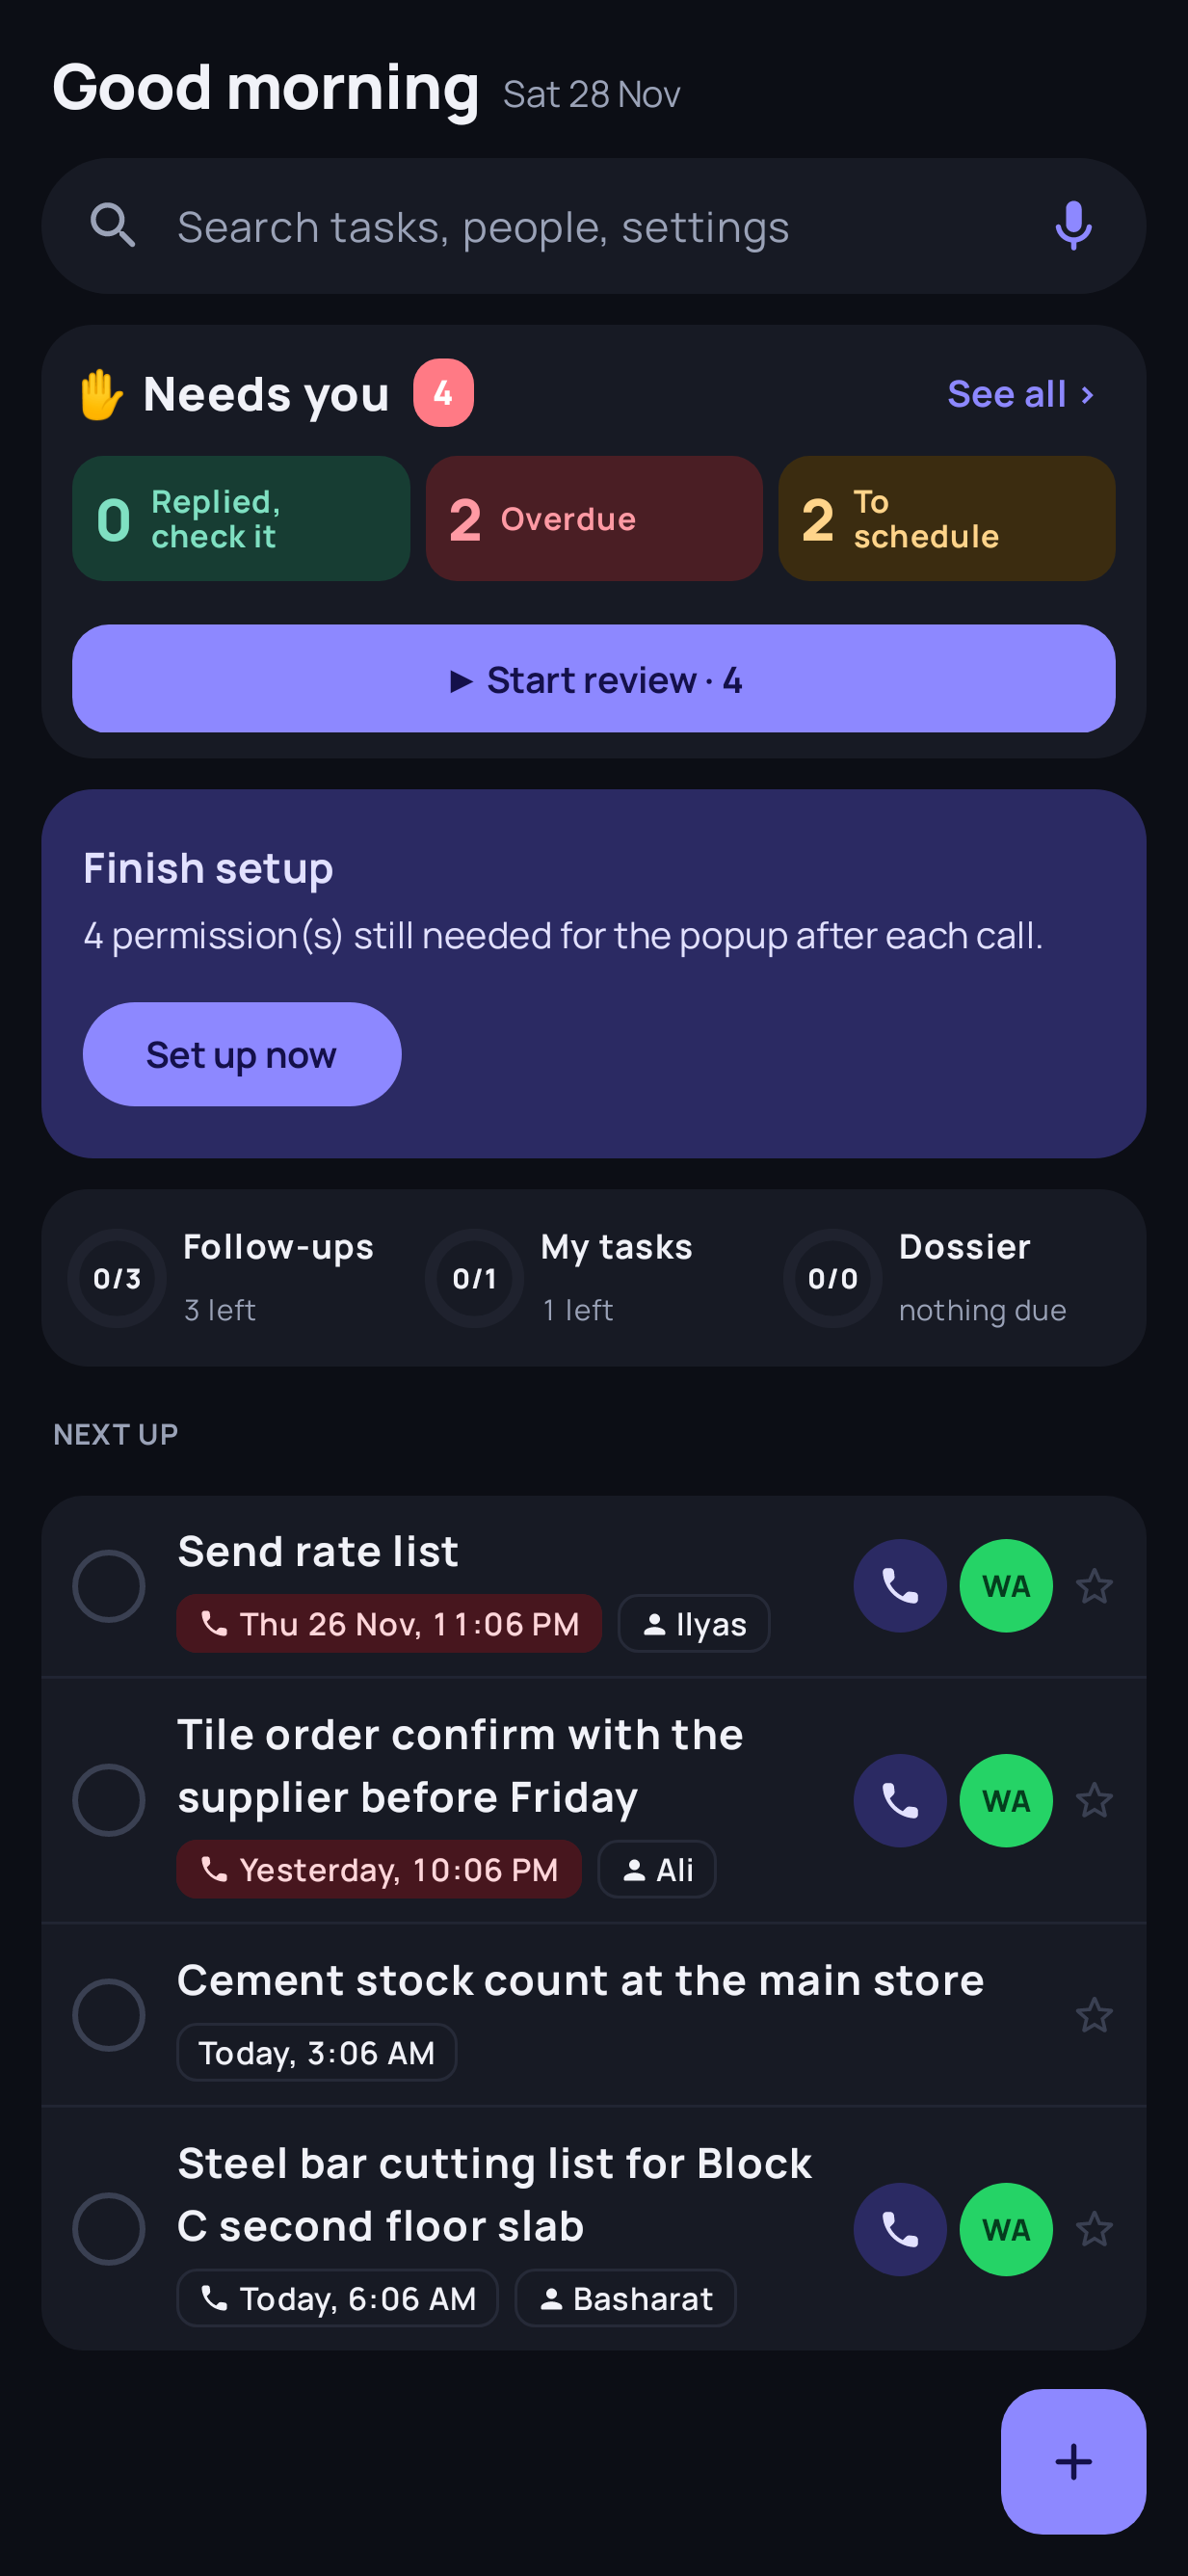 Good morning Sat 28 Nov
Search tasks, people, settings
✋ Needs you 4 See all ›
0 Replied, check it
2 Overdue
2 To schedule
▶ Start review · 4
Finish setup
4 permission(s) still needed for the popup after each call.
Set up now
0/3 Follow-ups
3 left
0/1 My tasks
1 left
0/0 Dossier
nothing due
NEXT UP
Send rate list
Thu 26 Nov, 11:06 PM Ilyas
WA
Tile order confirm with the
supplier before Friday
Yesterday, 10:06 PM Ali
WA
Cement stock count at the main store
Today, 3:06 AM
Steel bar cutting list for Block
C second floor slab
Today, 6:06 AM Basharat
WA
+